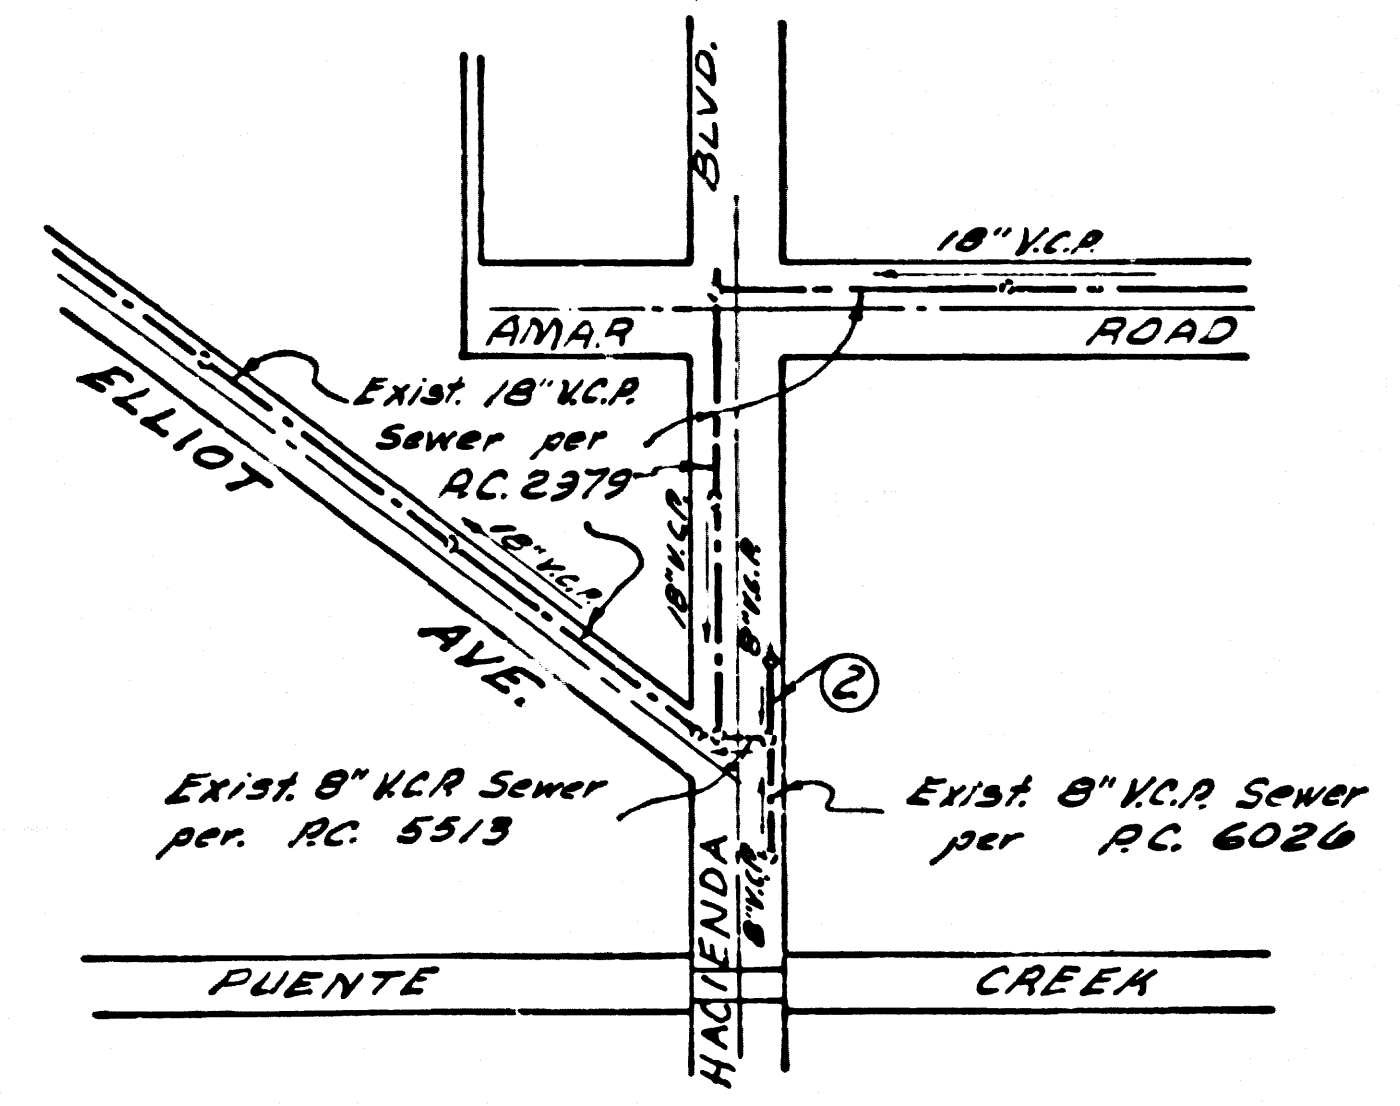 BLVD.
18" V.C.P.
AMAR
ROAD
Exist. 18" V.C.P.
Sewer per
P.C. 2379
ELLIOT
18" V.C.P.
18" V.C.P.
8" V.C.P.
AVE.
2
Exist. 8" V.C.P. Sewer
per. P.C. 5513
Exist. 8" V.C.P. Sewer
per P.C. 6026
8" V.C.P.
HACIENDA
PUENTE
CREEK